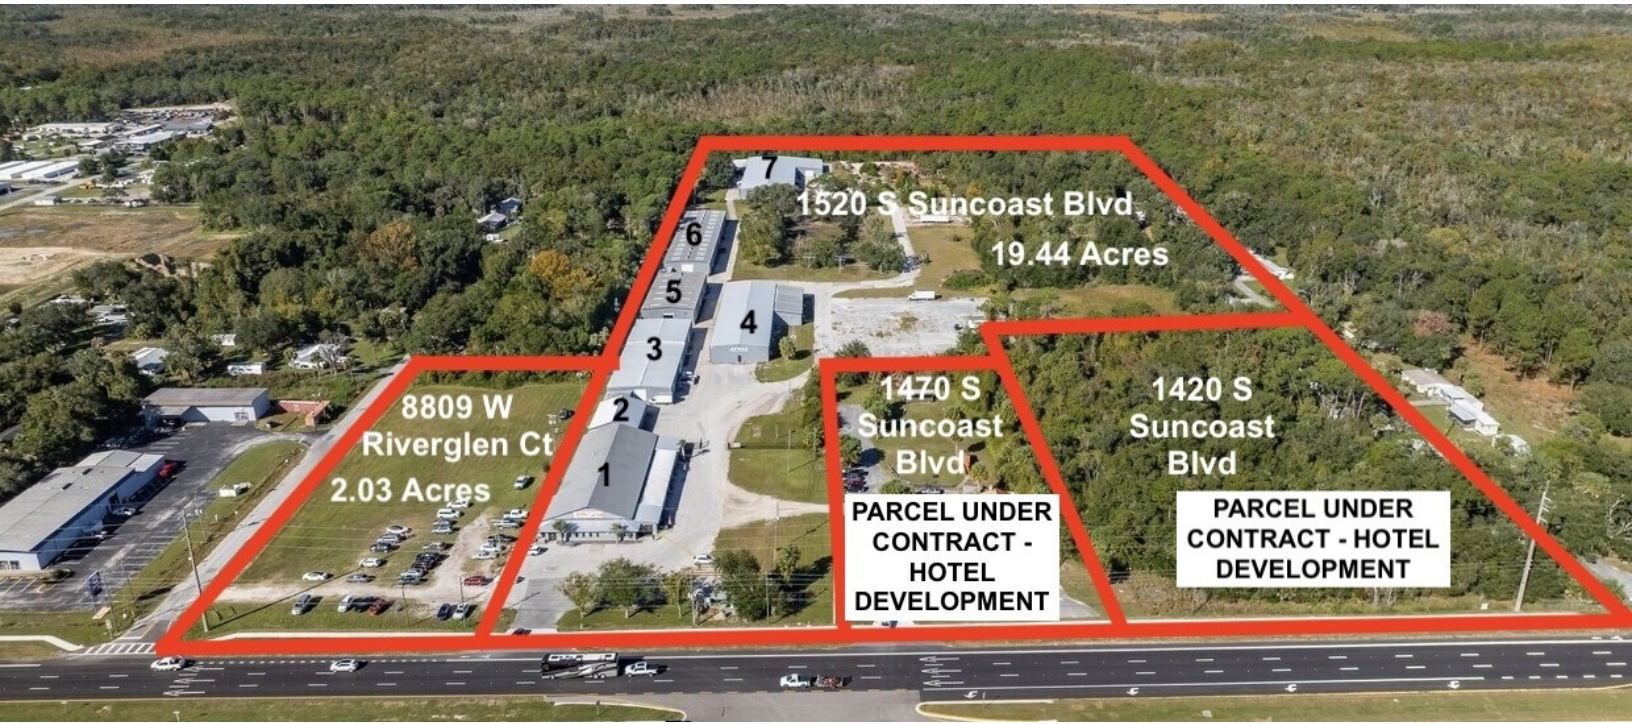 7
1520 S Suncoast Blvd
19.44 Acres
6
5
4
3
2
1
8809 W
Riverglen Ct
2.03 Acres
1470 S
Suncoast
Blvd
PARCEL UNDER
CONTRACT -
HOTEL
DEVELOPMENT
1420 S
Suncoast
Blvd
PARCEL UNDER
CONTRACT - HOTEL
DEVELOPMENT